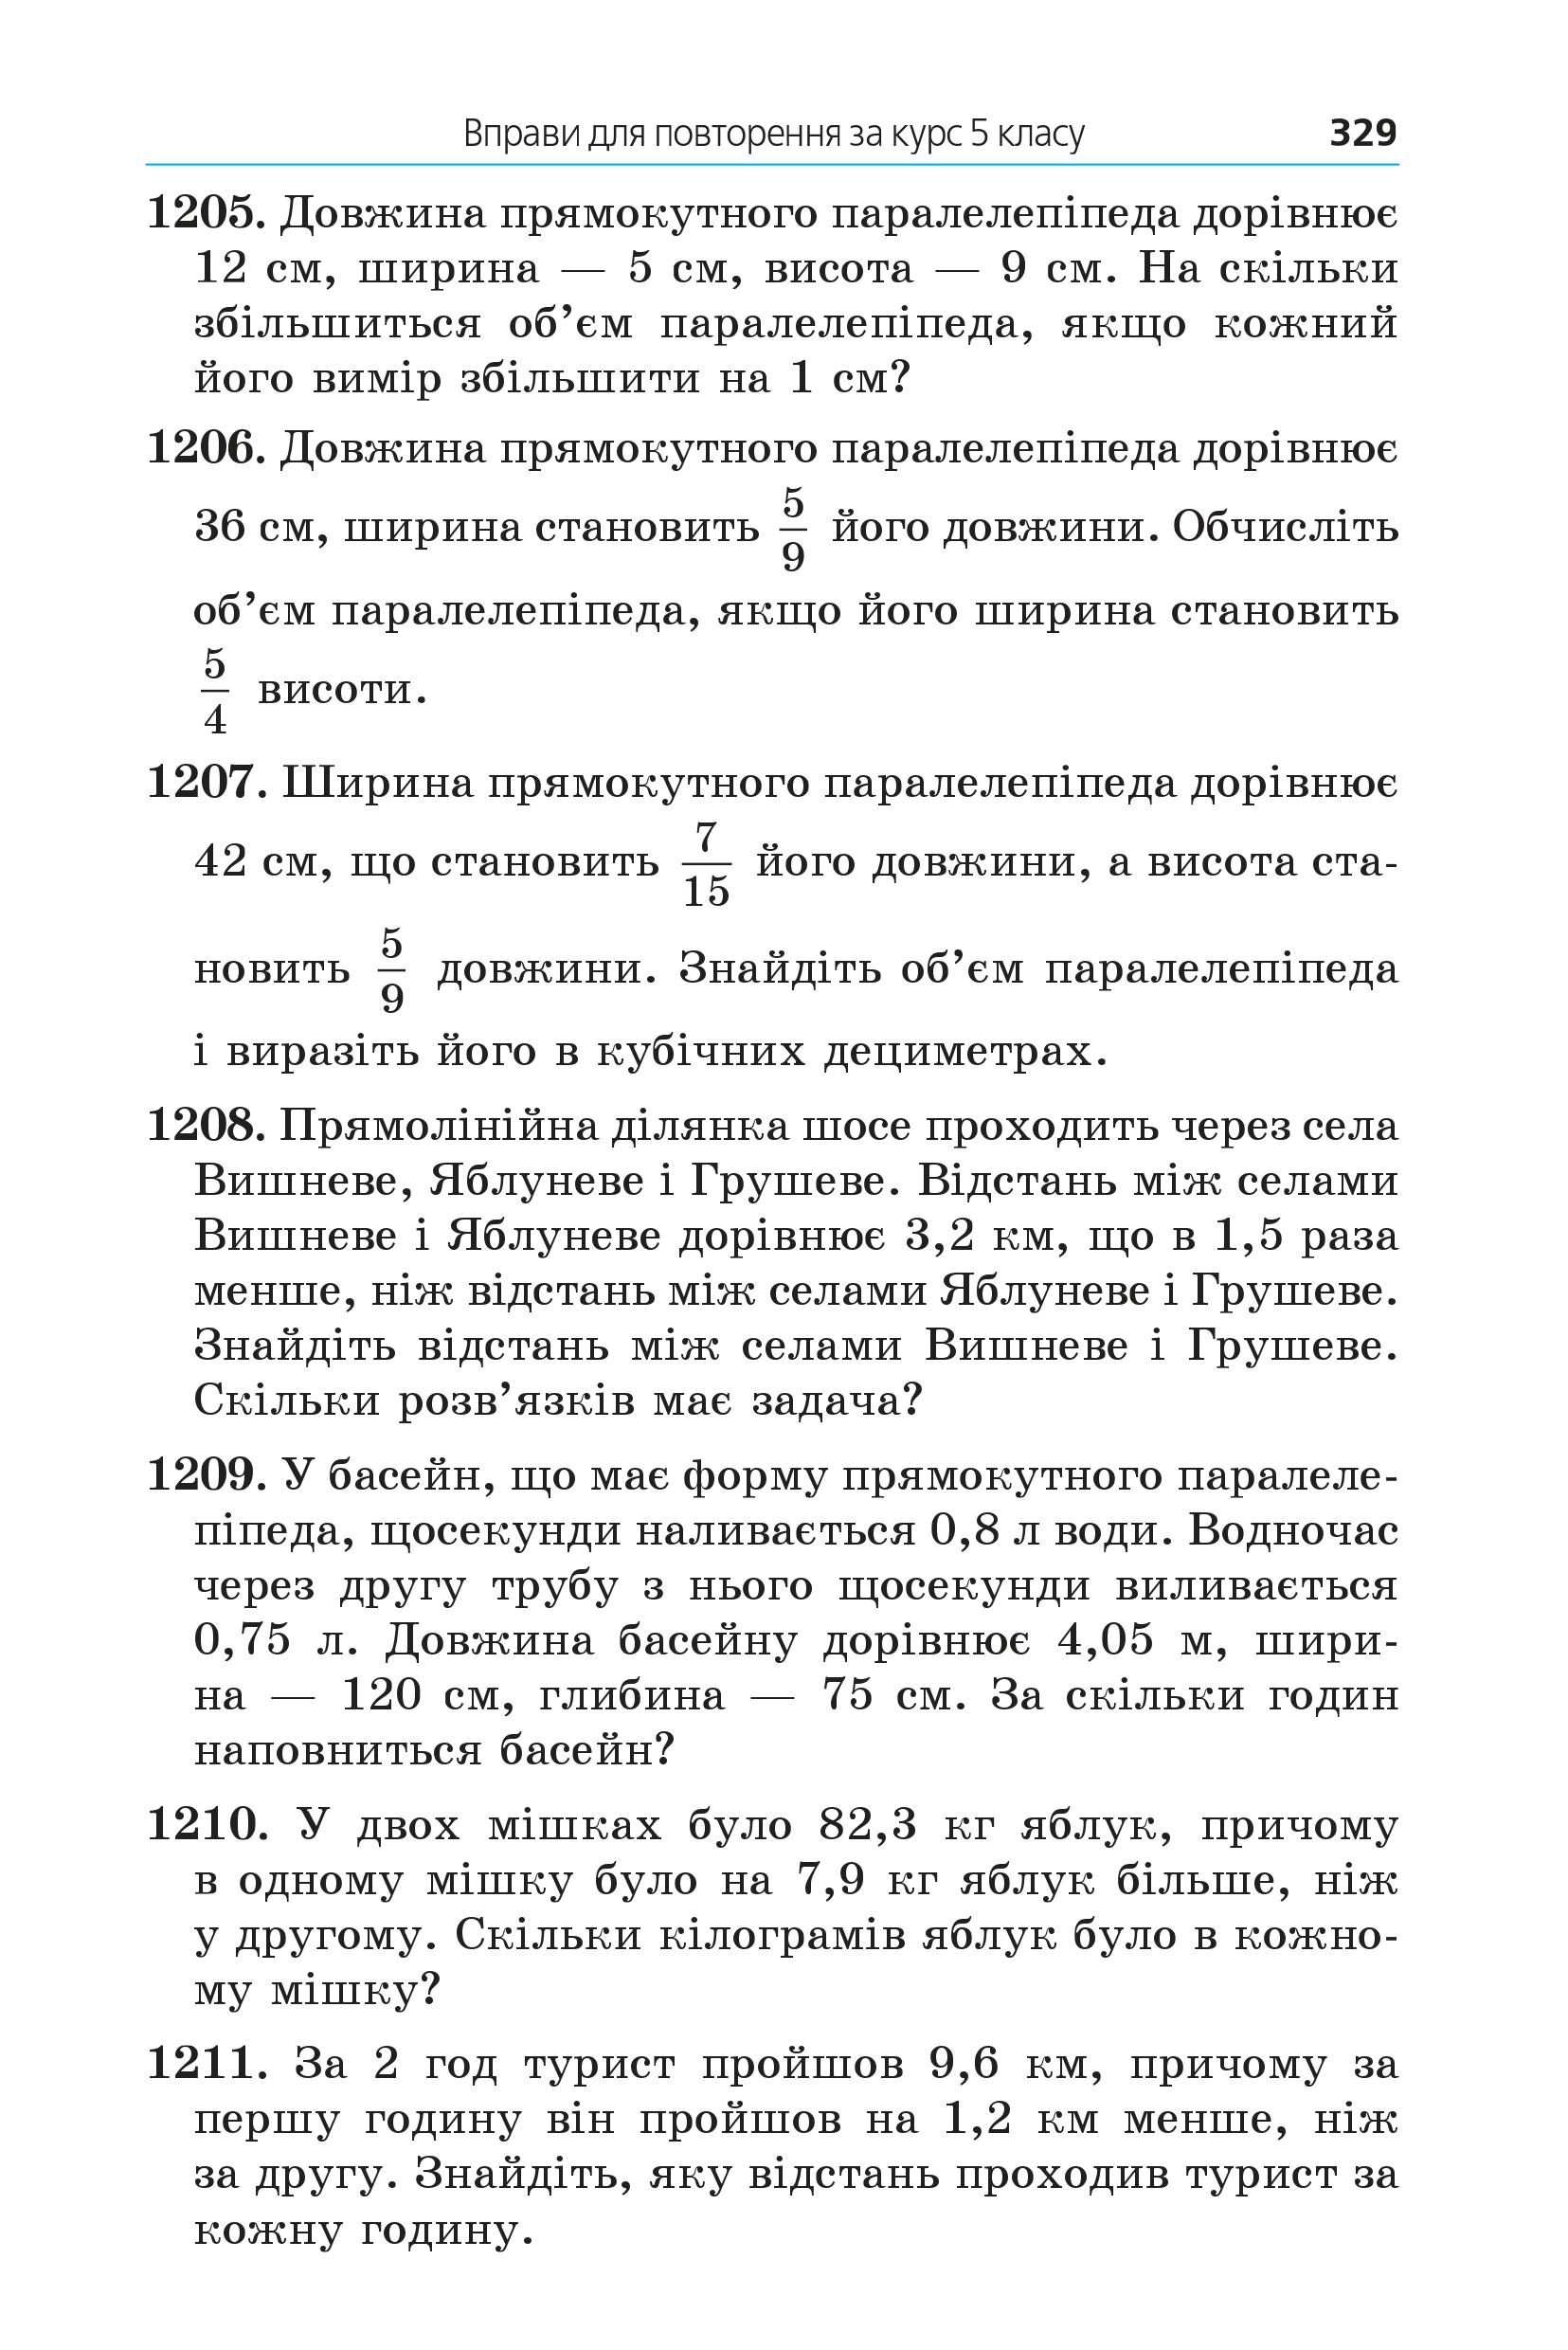 Вправи для повторення за курс 5 класу 329
1205. Довжина прямокутного паралелепіпеда дорівнює
12 см, ширина — 5 см, висота — 9 см. На скільки
збільшиться об’єм паралелепіпеда, якщо кожний
його вимір збільшити на 1 см?
1206. Довжина прямокутного паралелепіпеда дорівнює
36 см, ширина становить 5/9 його довжини. Обчисліть
об’єм паралелепіпеда, якщо його ширина становить
5/4 висоти.
1207. Ширина прямокутного паралелепіпеда дорівнює
42 см, що становить 7/15 його довжини, а висота ста-
новить 5/9 довжини. Знайдіть об’єм паралелепіпеда
і виразіть його в кубічних дециметрах.
1208. Прямолінійна ділянка шосе проходить через села
Вишневе, Яблуневе і Грушеве. Відстань між селами
Вишневе і Яблуневе дорівнює 3,2 км, що в 1,5 раза
менше, ніж відстань між селами Яблуневе і Грушеве.
Знайдіть відстань між селами Вишневе і Грушеве.
Скільки розв’язків має задача?
1209. У басейн, що має форму прямокутного паралеле-
піпеда, щосекунди наливається 0,8 л води. Водночас
через другу трубу з нього щосекунди виливається
0,75 л. Довжина басейну дорівнює 4,05 м, шири-
на — 120 см, глибина — 75 см. За скільки годин
наповниться басейн?
1210. У двох мішках було 82,3 кг яблук, причому
в одному мішку було на 7,9 кг яблук більше, ніж
у другому. Скільки кілограмів яблук було в кожно-
му мішку?
1211. За 2 год турист пройшов 9,6 км, причому за
першу годину він пройшов на 1,2 км менше, ніж
за другу. Знайдіть, яку відстань проходив турист за
кожну годину.